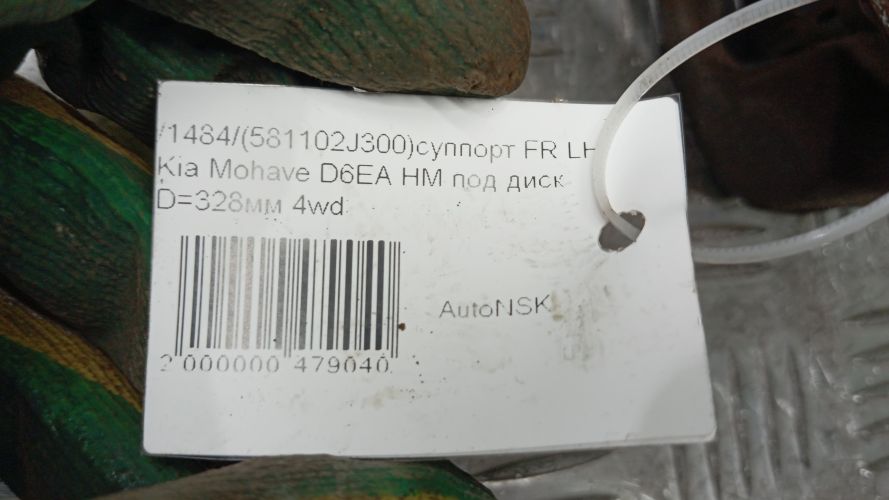 /1484/(581102J300)суппорт FR LH
Kia Mohave D6EA HM под диск
D=328мм 4wd
AutoNSK
2 000000 479040